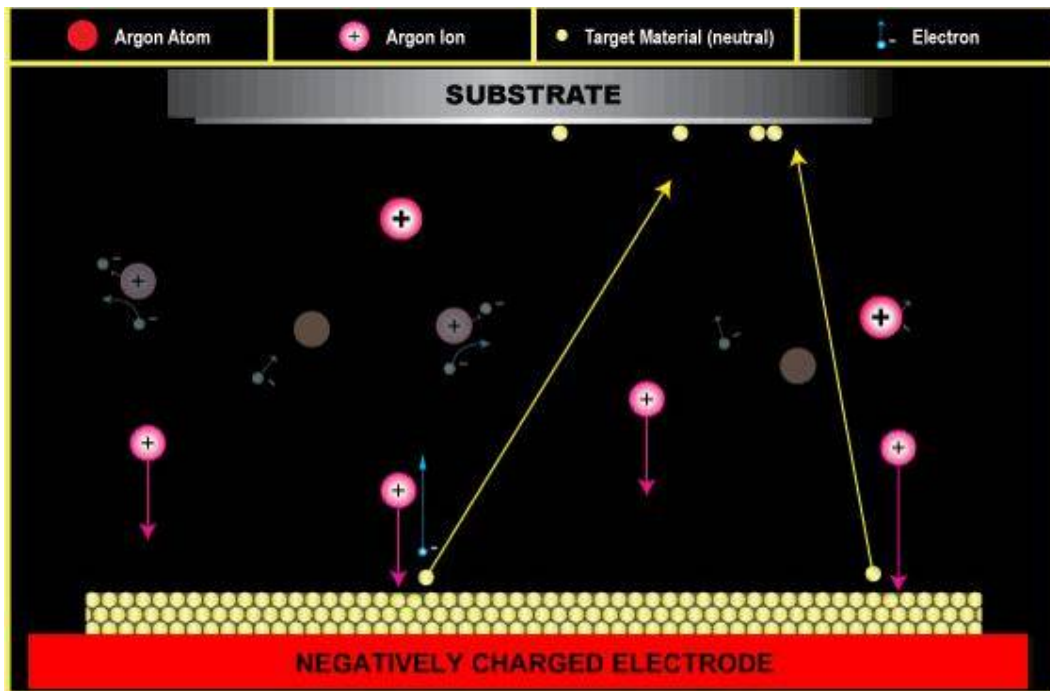 Argon Atom
Argon Ion
Target Material (neutral)
Electron
SUBSTRATE
NEGATIVELY CHARGED ELECTRODE